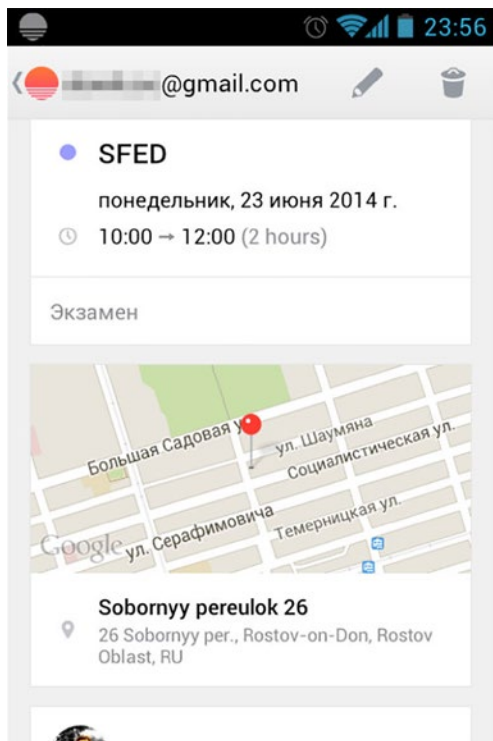 23:56
@gmail.com
SFED
понедельник, 23 июня 2014 г.
10:00 → 12:00 (2 hours)
Экзамен
Большая Садовая у
ул. Шаумяна
Социалистическая ул.
ул. Серафимовича
Темерницкая ул.
Google
Sobornyy pereulok 26
26 Sobornyy per., Rostov-on-Don, Rostov
Oblast, RU